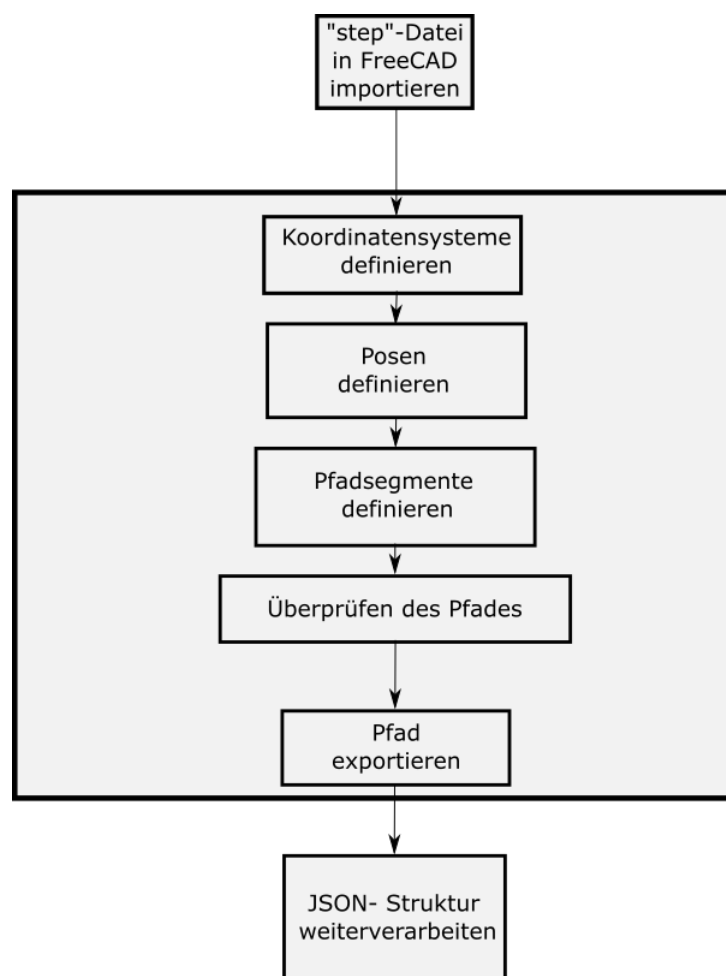 "step"-Datei
in FreeCAD
importieren
Koordinatensysteme
definieren
Posen
definieren
Pfadsegmente
definieren
Überprüfen des Pfades
Pfad
exportieren
JSON- Struktur
weiterverarbeiten